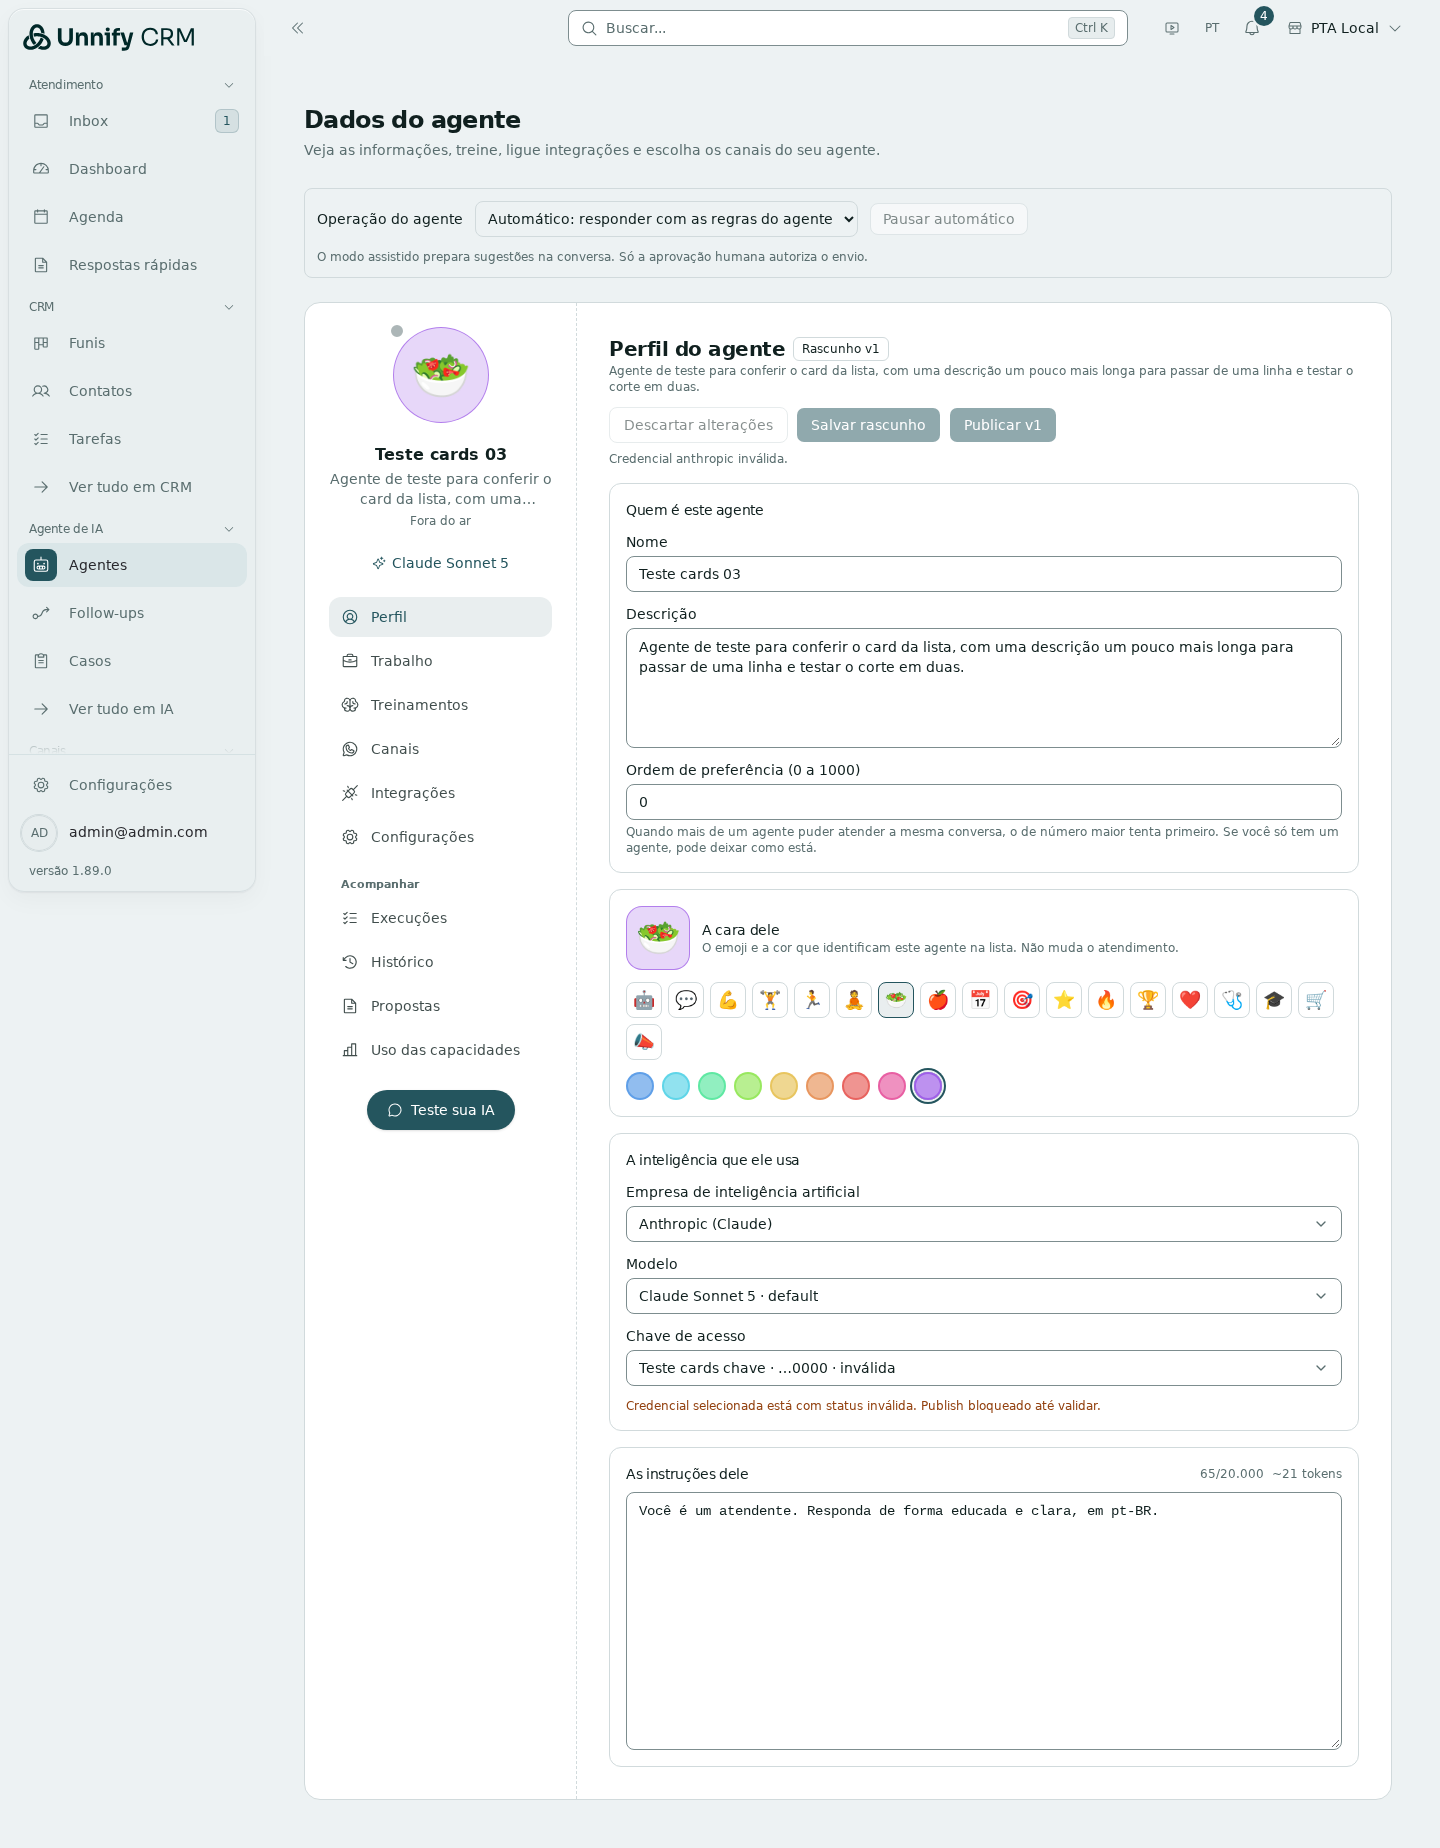 Unnify CRM
Atendimento
Inbox
1
Dashboard
Agenda
Respostas rápidas
CRM
Funis
Contatos
Tarefas
Ver tudo em CRM
Agente de IA
Agentes
Follow-ups
Casos
Ver tudo em IA
Canais
Configurações
AD
admin@admin.com
versão 1.89.0
Buscar...
Ctrl K
PT
4
PTA Local
Dados do agente
Veja as informações, treine, ligue integrações e escolha os canais do seu agente.
Operação do agente
Automático: responder com as regras do agente
Pausar automático
O modo assistido prepara sugestões na conversa. Só a aprovação humana autoriza o envio.
Teste cards 03
Agente de teste para conferir o
card da lista, com uma…
Fora do ar
Claude Sonnet 5
Perfil
Trabalho
Treinamentos
Canais
Integrações
Configurações
Acompanhar
Execuções
Histórico
Propostas
Uso das capacidades
Teste sua IA
Perfil do agente
Rascunho v1
Agente de teste para conferir o card da lista, com uma descrição um pouco mais longa para passar de uma linha e testar o
corte em duas.
Descartar alterações
Salvar rascunho
Publicar v1
Credencial anthropic inválida.
Quem é este agente
Nome
Teste cards 03
Descrição
Agente de teste para conferir o card da lista, com uma descrição um pouco mais longa para
passar de uma linha e testar o corte em duas.
Ordem de preferência (0 a 1000)
0
Quando mais de um agente puder atender a mesma conversa, o de número maior tenta primeiro. Se você só tem um
agente, pode deixar como está.
A cara dele
O emoji e a cor que identificam este agente na lista. Não muda o atendimento.
A inteligência que ele usa
Empresa de inteligência artificial
Anthropic (Claude)
Modelo
Claude Sonnet 5 · default
Chave de acesso
Teste cards chave · …0000 · inválida
Credencial selecionada está com status inválida. Publish bloqueado até validar.
As instruções dele
65/20.000 ~21 tokens
Você é um atendente. Responda de forma educada e clara, em pt-BR.